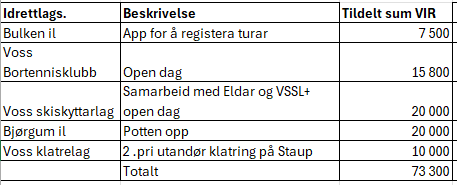 Idrettlags. Beskrivelse Tildelt sum VIR
Bulken il App for å registera turar 7 500
Voss
Bortennisklubb Open dag 15 800
Samarbeid med Eldar og VSSL+
Voss skiskyttarlag open dag 20 000
Bjørgum il Potten opp 20 000
Voss klatrelag 2 .pri utandør klatring på Staup 10 000
Totalt 73 300